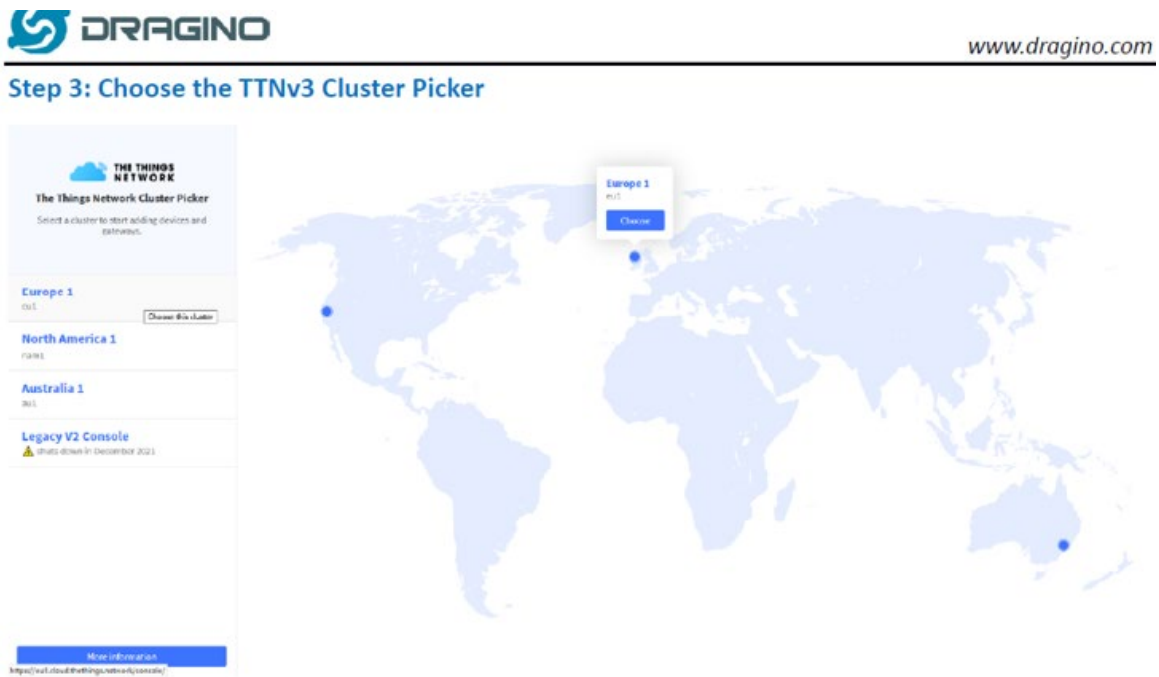 DRAGINO
www.dragino.com
Step 3: Choose the TTNv3 Cluster Picker
THE THINGS
NETWORK
The Things Network Cluster Picker
Select a cluster to start adding devices and
gateways.
Europe 1
eu1
Choose this cluster
North America 1
nam1
Australia 1
au1
Legacy V2 Console
shuts down in December 2021
Europe 1
eu1
Choose
More information
https://eu1.cloud.thethings.network/console/